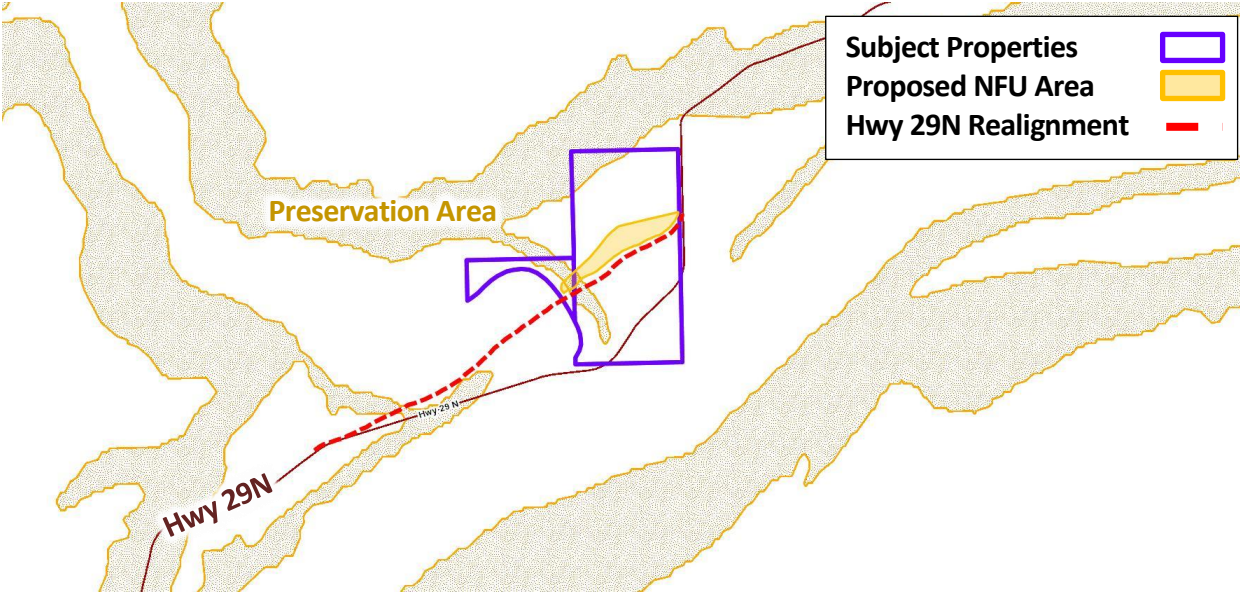 Subject Properties
Proposed NFU Area
Hwy 29N Realignment
Preservation Area
Hwy 29 N
Hwy 29N